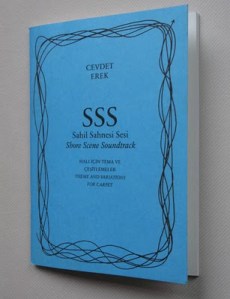 CEVDET
EREK
SSS
Sahil Sahnesi Sesi
Shore Scene Soundtrack
HALI İÇİN TEMA VE
ÇEŞİTLEMELER
THEME AND VARIATIONS
FOR CARPET